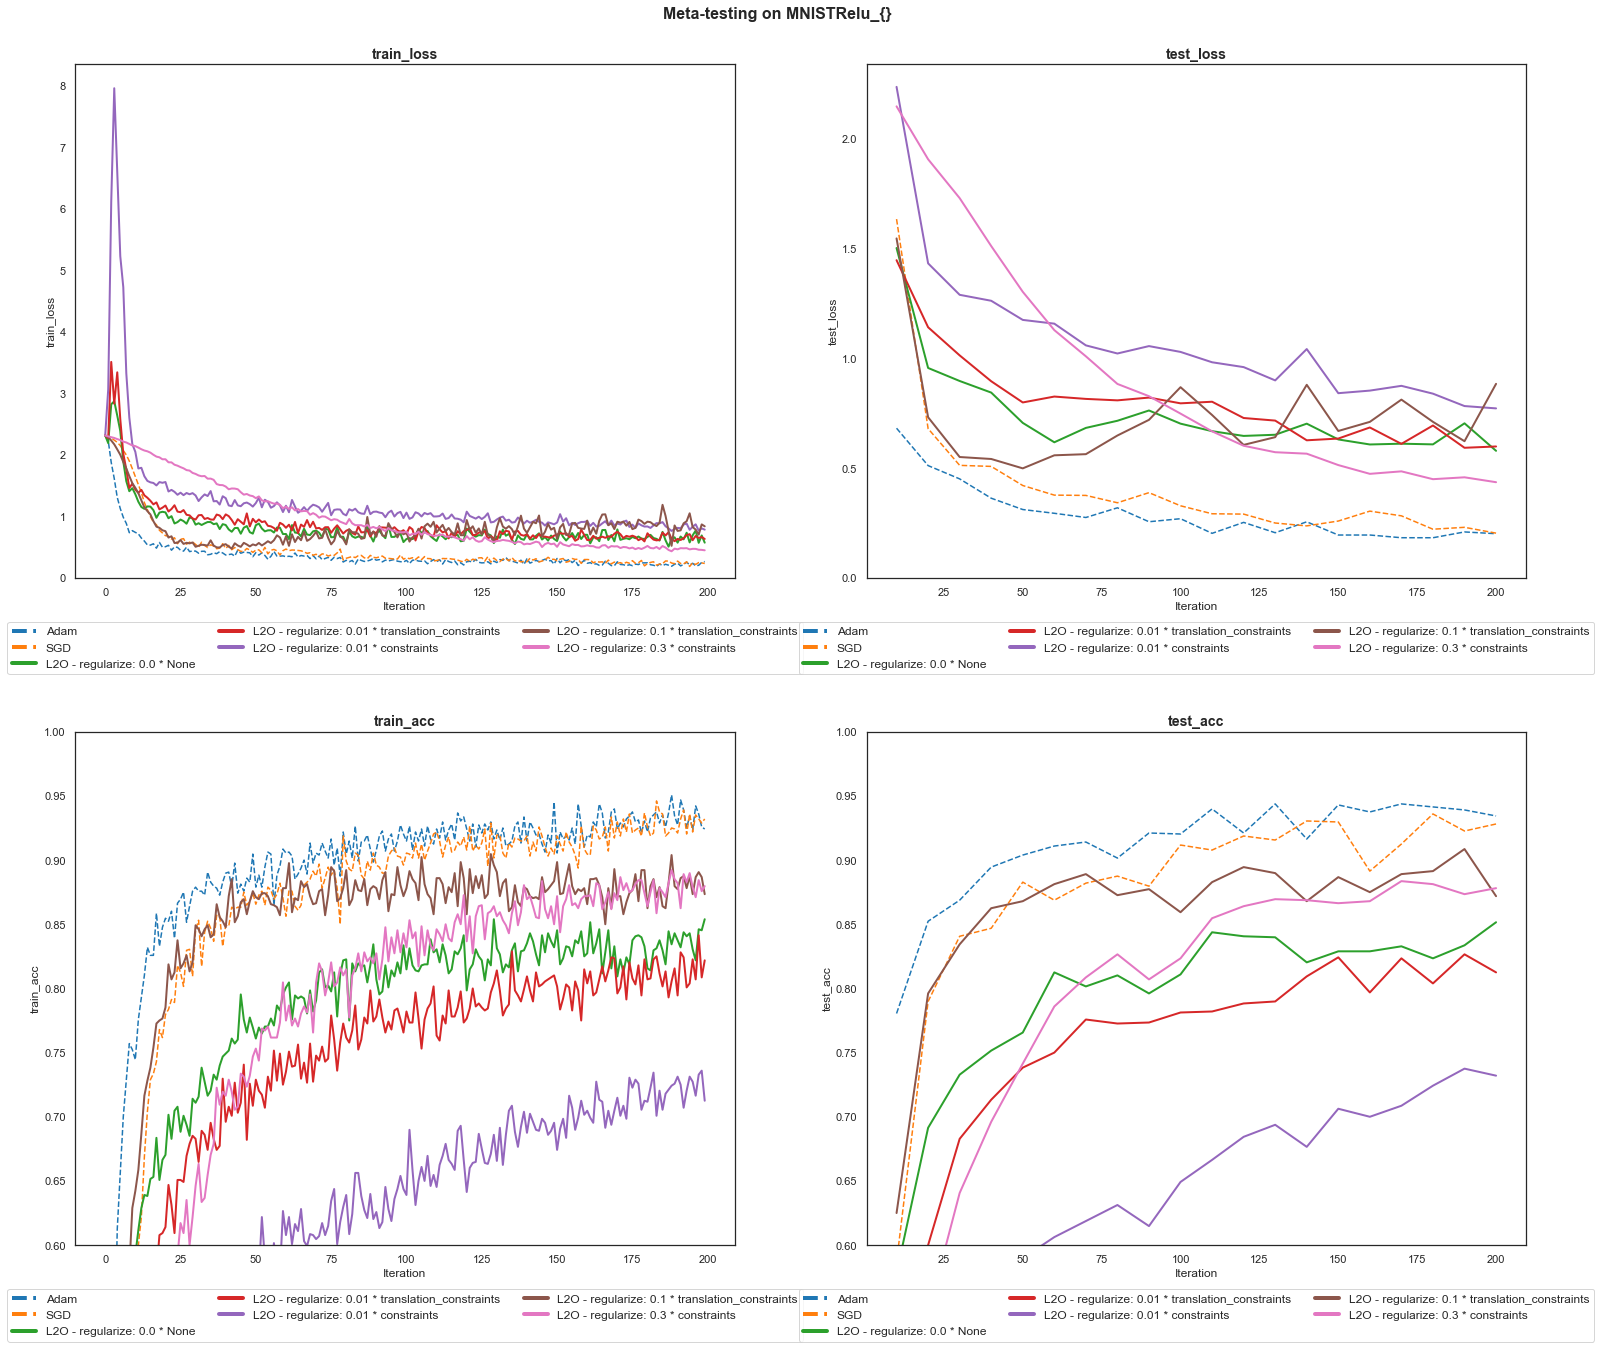 Meta-testing on MNISTRelu_{}
train_loss
8
7
6
5
4
3
2
1
0
train_loss
0 25 50 75 100 125 150 175 200
Iteration
Adam
SGD
L2O - regularize: 0.0 * None
L2O - regularize: 0.01 * translation_constraints
L2O - regularize: 0.01 * constraints
L2O - regularize: 0.1 * translation_constraints
L2O - regularize: 0.3 * constraints
test_loss
2.0
1.5
1.0
0.5
0.0
test_loss
25 50 75 100 125 150 175 200
Iteration
Adam
SGD
L2O - regularize: 0.0 * None
L2O - regularize: 0.01 * translation_constraints
L2O - regularize: 0.01 * constraints
L2O - regularize: 0.1 * translation_constraints
L2O - regularize: 0.3 * constraints
train_acc
1.00
0.95
0.90
0.85
0.80
0.75
0.70
0.65
0.60
train_acc
0 25 50 75 100 125 150 175 200
Iteration
Adam
SGD
L2O - regularize: 0.0 * None
L2O - regularize: 0.01 * translation_constraints
L2O - regularize: 0.01 * constraints
L2O - regularize: 0.1 * translation_constraints
L2O - regularize: 0.3 * constraints
test_acc
1.00
0.95
0.90
0.85
0.80
0.75
0.70
0.65
0.60
test_acc
25 50 75 100 125 150 175 200
Iteration
Adam
SGD
L2O - regularize: 0.0 * None
L2O - regularize: 0.01 * translation_constraints
L2O - regularize: 0.01 * constraints
L2O - regularize: 0.1 * translation_constraints
L2O - regularize: 0.3 * constraints